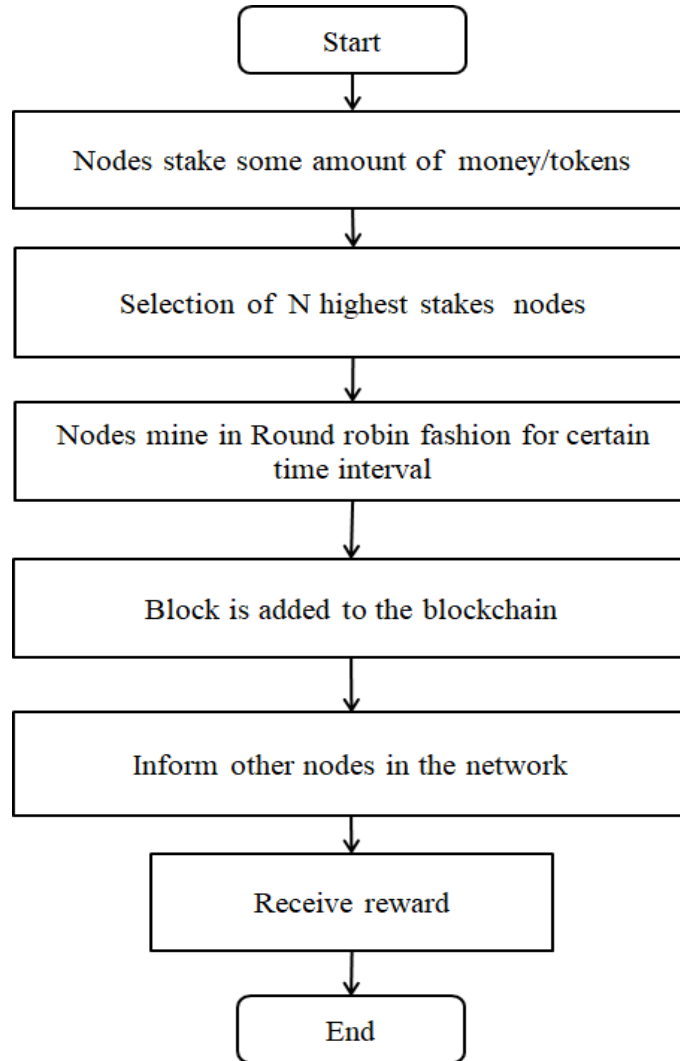 Start
Nodes stake some amount of money/tokens
Selection of N highest stakes nodes
Nodes mine in Round robin fashion for certain
time interval
Block is added to the blockchain
Inform other nodes in the network
Receive reward
End